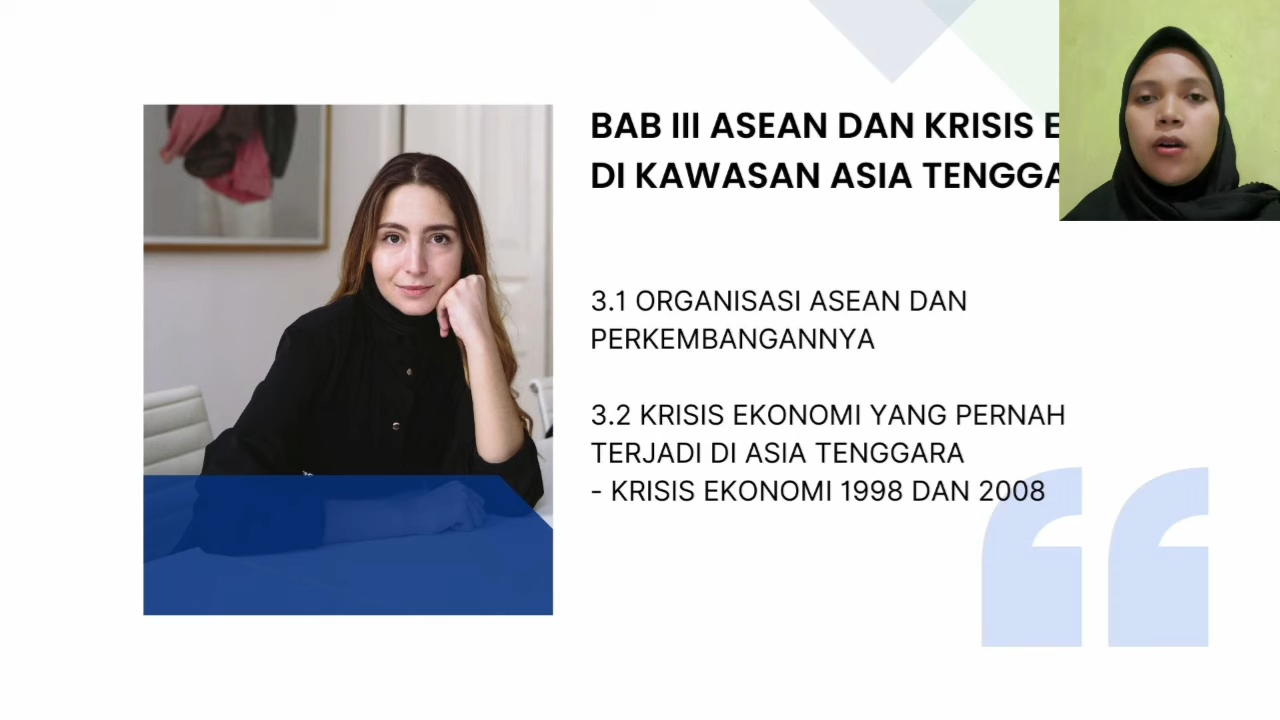 BAB III ASEAN DAN KRISIS
DI KAWASAN ASIA
3.1 ORGANISASI ASEAN DAN
PERKEMBANGANNYA
3.2 KRISIS EKONOMI YANG PERNAH
TERJADI DI ASIA TENGGARA
- KRISIS EKONOMI 1998 DAN 2008